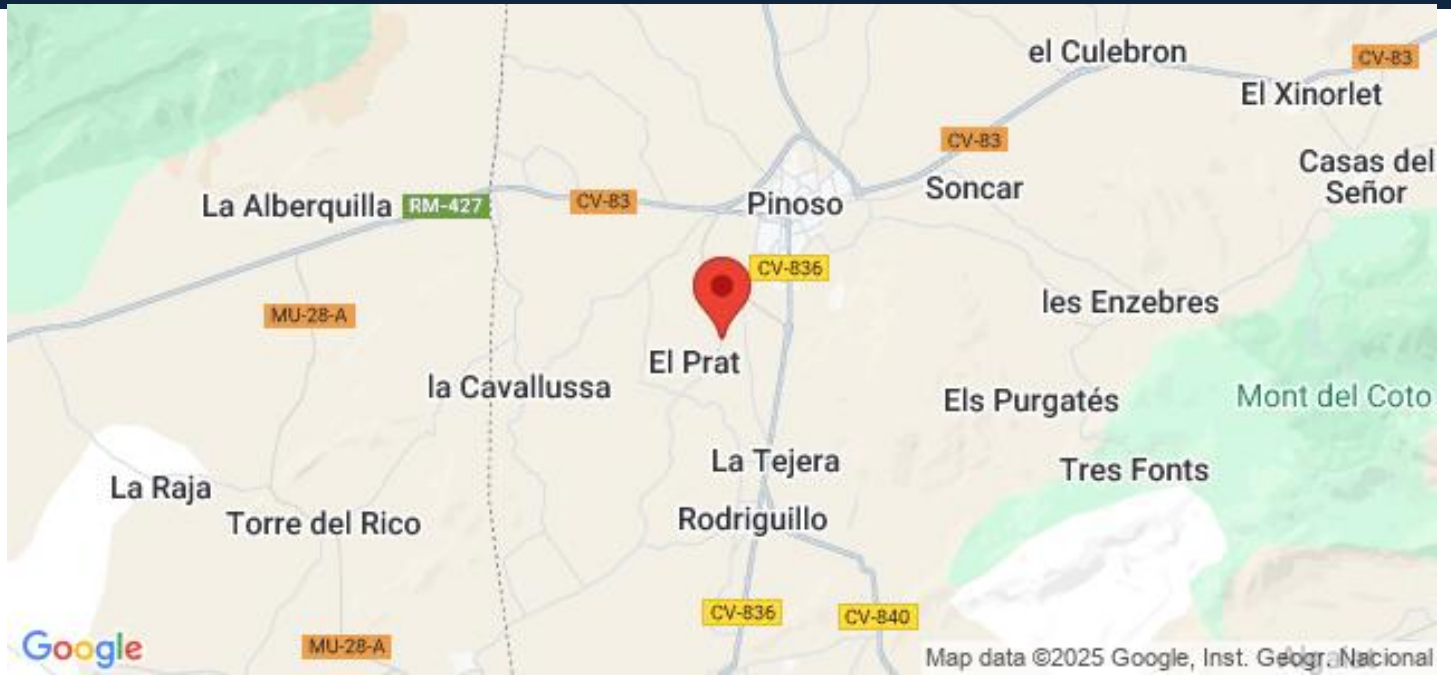 el Culebron
CV-83
El Xinorlet
CV-83
Casas del
Señor
La Alberquilla
RM-427
CV-83
Pinoso
Soncar
CV-836
MU-28-A
les Enzebres
El Prat
la Cavallussa
Els Purgatés
Mont del Coto
La Tejera
Tres Fonts
La Raja
Torre del Rico
Rodriguillo
CV-836
CV-840
Google
MU-28-A
Map data ©2025 Google, Inst. Geogr. Nacional